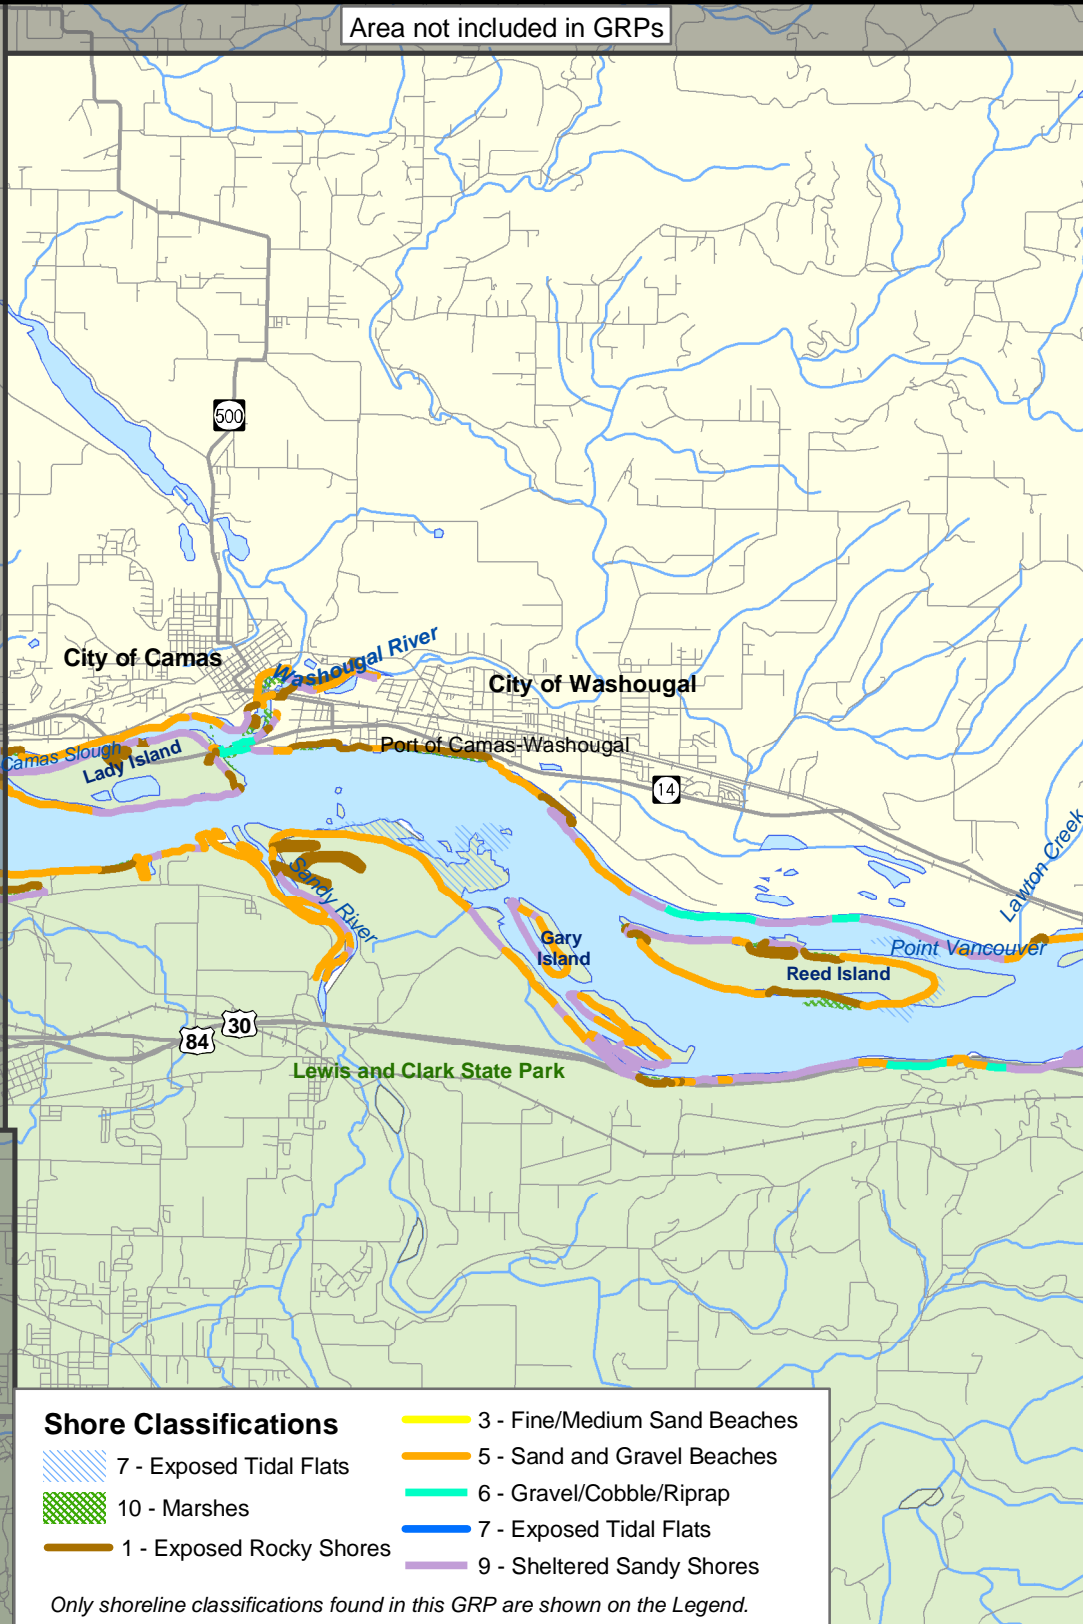 Area not included in GRPs
500
City of Camas
Washougal River
City of Washougal
Camas Slough
Lady Island
Port of Camas-Washougal
14
Lawton Creek
Sandy River
Gary
Island
Point Vancouver
Reed Island
30
84
Lewis and Clark State Park
Shore Classifications
7 - Exposed Tidal Flats
10 - Marshes
1 - Exposed Rocky Shores
3 - Fine/Medium Sand Beaches
5 - Sand and Gravel Beaches
6 - Gravel/Cobble/Riprap
7 - Exposed Tidal Flats
9 - Sheltered Sandy Shores
Only shoreline classifications found in this GRP are shown on the Legend.